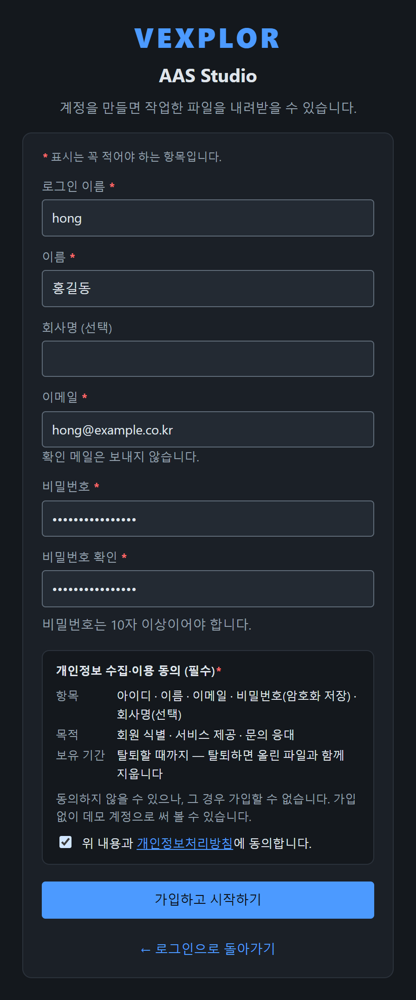 VEXPLOR
AAS Studio
계정을 만들면 작업한 파일을 내려받을 수 있습니다.
* 표시는 꼭 적어야 하는 항목입니다.
로그인 이름 *
hong
이름 *
홍길동
회사명 (선택)
이메일 *
hong@example.co.kr
확인 메일은 보내지 않습니다.
비밀번호 *
••••••••••••••••
비밀번호 확인 *
••••••••••••••••
비밀번호는 10자 이상이어야 합니다.
개인정보 수집·이용 동의 (필수)*
항목 아이디 · 이름 · 이메일 · 비밀번호(암호화 저장) ·
회사명(선택)
목적 회원 식별 · 서비스 제공 · 문의 응대
보유 기간 탈퇴할 때까지 — 탈퇴하면 올린 파일과 함께
지웁니다
동의하지 않을 수 있으나, 그 경우 가입할 수 없습니다. 가입
없이 데모 계정으로 써 볼 수 있습니다.
위 내용과 개인정보처리방침에 동의합니다.
가입하고 시작하기
← 로그인으로 돌아가기